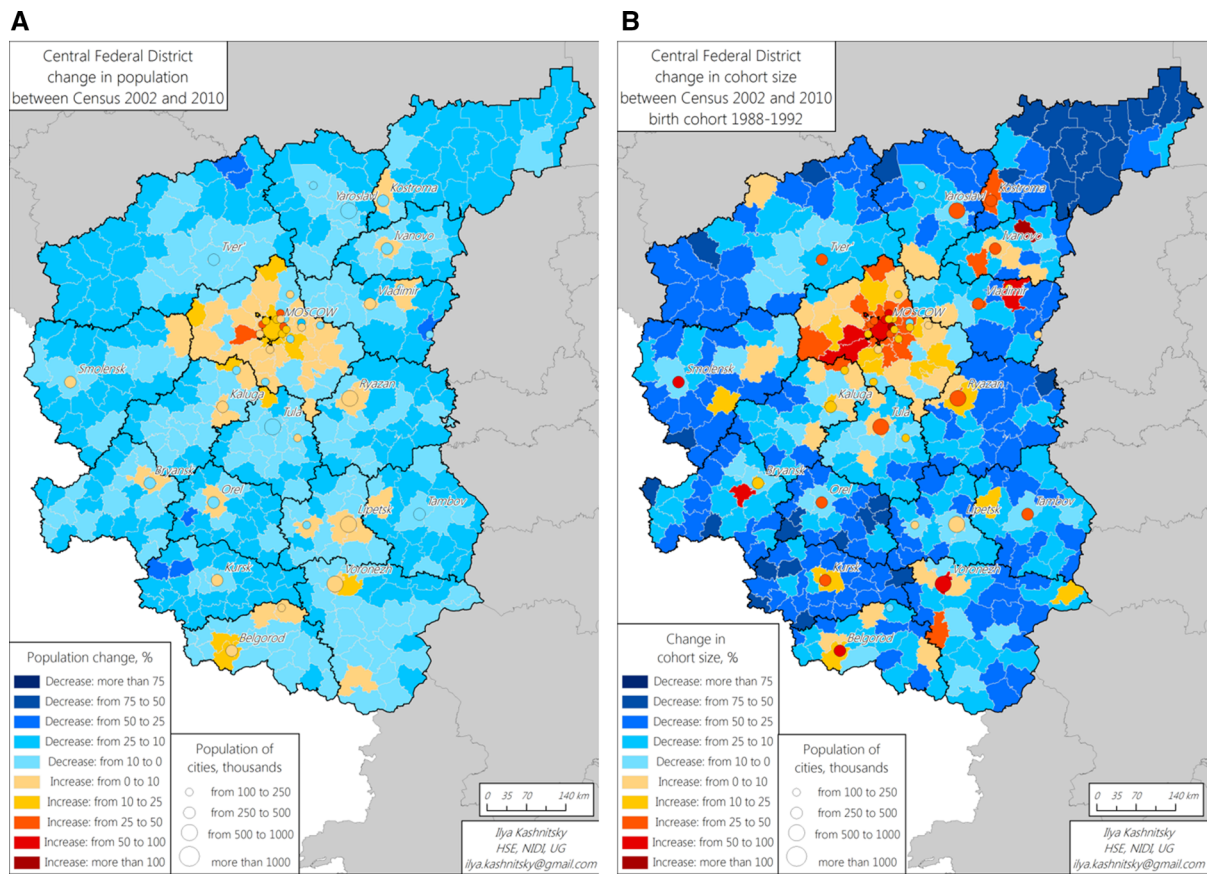 A
Central Federal District
change in population
between Census 2002 and 2010
Kostroma
Yaroslavl
Ivanovo
Tver'
Vladimir
MOSCOW
Smolensk
Ryazan
Kaluga
Tula
Bryansk
Orel
Lipetsk
Tambov
Kursk
Voronezh
Belgorod
Population change, %
Decrease: more than 75
Decrease: from 75 to 50
Decrease: from 50 to 25
Decrease: from 25 to 10
Decrease: from 10 to 0
Increase: from 0 to 10
Increase: from 10 to 25
Increase: from 25 to 50
Increase: from 50 to 100
Increase: more than 100
Population of
cities, thousands
from 100 to 250
from 250 to 500
from 500 to 1000
more than 1000
0 35 70 140 km
Ilya Kashnitsky
HSE, NIDI, UG
ilya.kashnitsky@gmail.com
B
Central Federal District
change in cohort size
between Census 2002 and 2010
birth cohort 1988-1992
Kostroma
Yaroslavl
Ivanovo
Tver'
Vladimir
MOSCOW
Smolensk
Ryazan
Kaluga
Tula
Bryansk
Orel
Lipetsk
Tambov
Kursk
Voronezh
Belgorod
Change in
cohort size, %
Decrease: more than 75
Decrease: from 75 to 50
Decrease: from 50 to 25
Decrease: from 25 to 10
Decrease: from 10 to 0
Increase: from 0 to 10
Increase: from 10 to 25
Increase: from 25 to 50
Increase: from 50 to 100
Increase: more than 100
Population of
cities, thousands
from 100 to 250
from 250 to 500
from 500 to 1000
more than 1000
0 35 70 140 km
Ilya Kashnitsky
HSE, NIDI, UG
ilya.kashnitsky@gmail.com